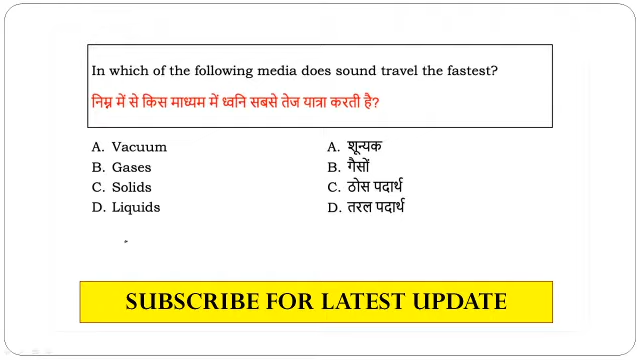 In which of the following media does sound travel the fastest?
निम्न में से किस माध्यम में ध्वनि सबसे तेज यात्रा करती है?
A. Vacuum
B. Gases
C. Solids
D. Liquids
A. शून्यक
B. गैसों
C. ठोस पदार्थ
D. तरल पदार्थ
SUBSCRIBE FOR LATEST UPDATE